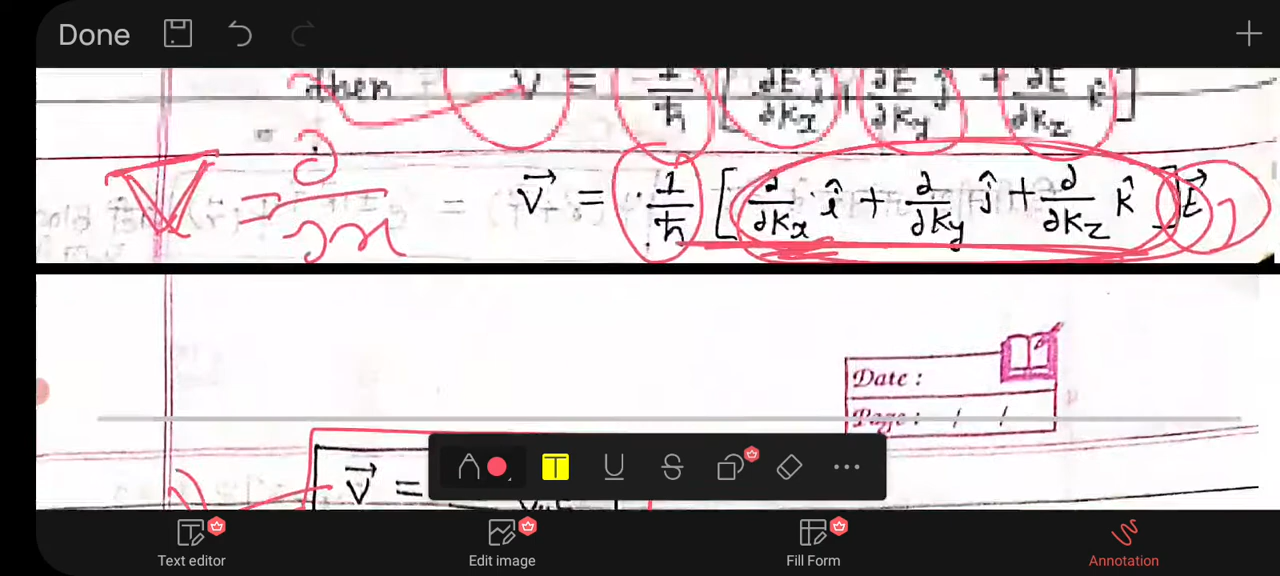 Done
then V = 1/ħ [∂E/∂Kx î + ∂E/∂Ky ĵ + ∂E/∂Kz k̂]
∇ = ∂/∂x
V⃗ = 1/ħ [∂/∂Kx î + ∂/∂Ky ĵ + ∂/∂Kz k̂] E⃗
Date :
Page : / /
V⃗ =
T
U
S
Text editor
Edit image
Fill Form
Annotation